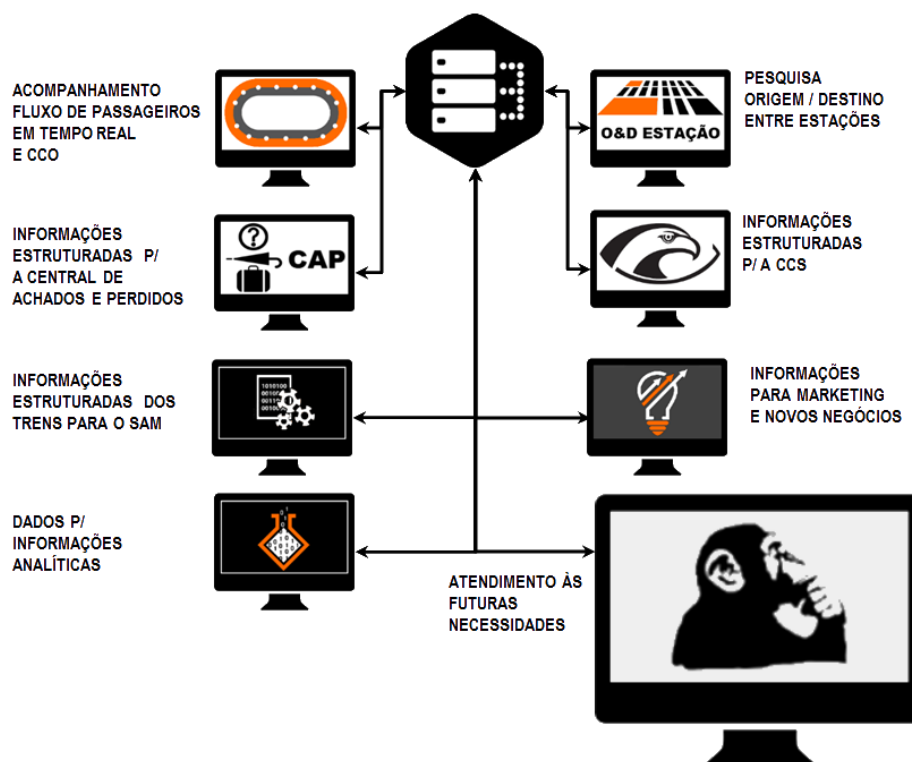 ACOMPANHAMENTO
FLUXO DE PASSAGEIROS
EM TEMPO REAL
E CCO
PESQUISA
ORIGEM / DESTINO
ENTRE ESTAÇÕES
O&D ESTAÇÃO
INFORMAÇÕES
ESTRUTURADAS P/
A CENTRAL DE
ACHADOS E PERDIDOS
?
CAP
INFORMAÇÕES
ESTRUTURADAS
P/ A CCS
INFORMAÇÕES
ESTRUTURADAS DOS
TRENS PARA O SAM
1010100
INFORMAÇÕES
PARA MARKETING
E NOVOS NEGÓCIOS
DADOS P/
INFORMAÇÕES
ANALÍTICAS
ATENDIMENTO ÀS
FUTURAS
NECESSIDADES